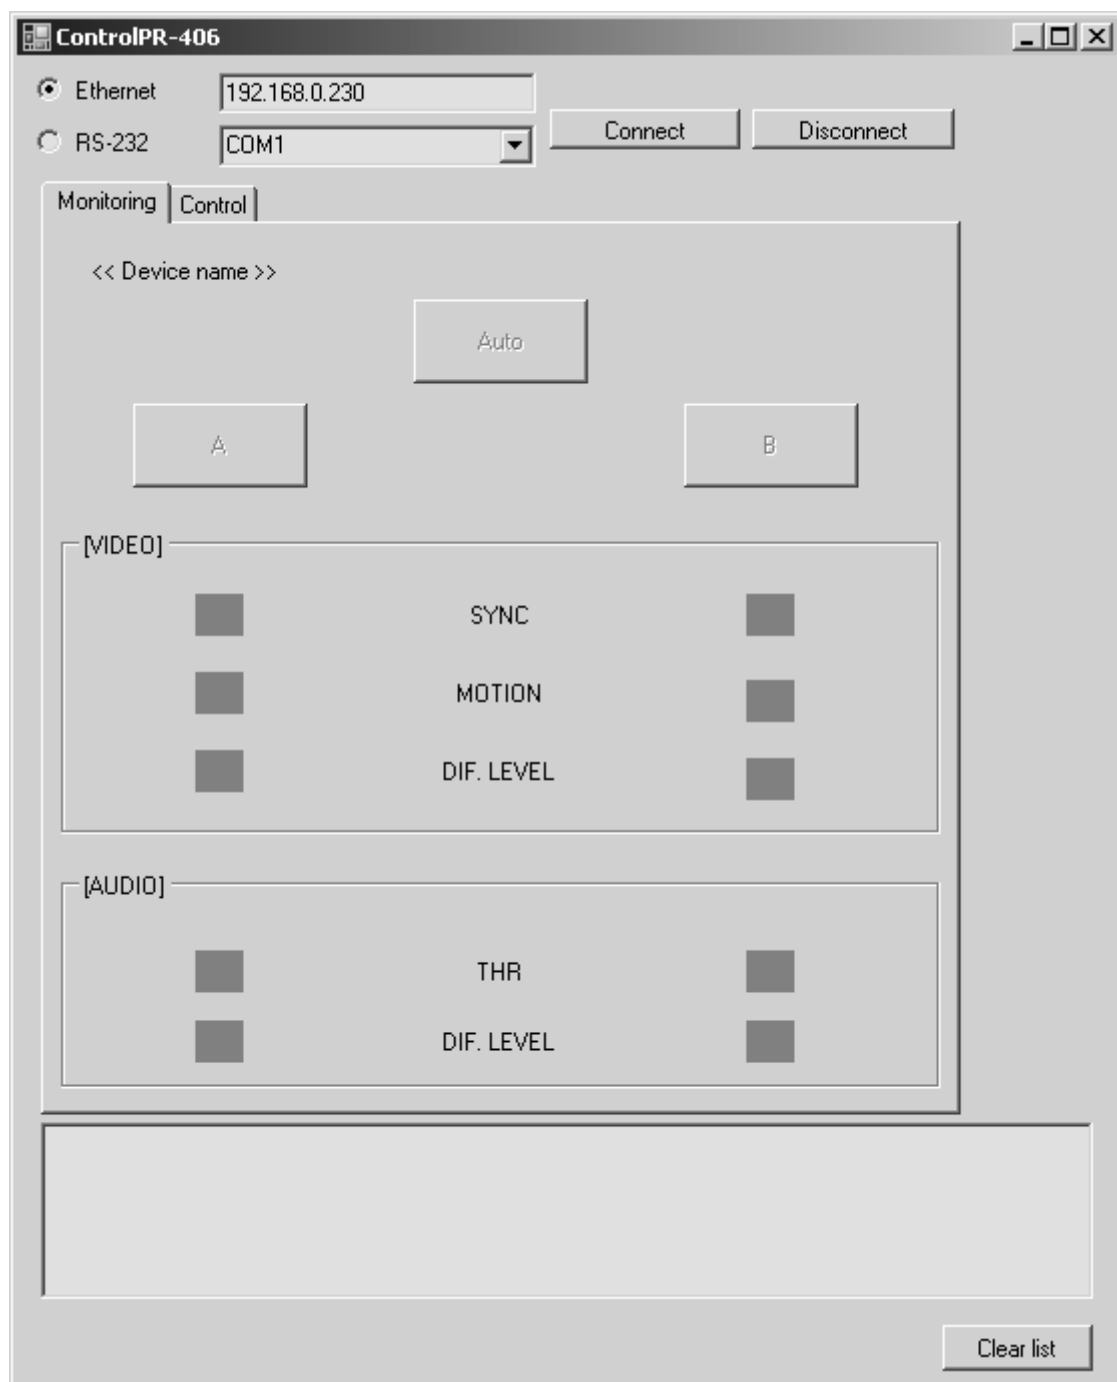 ControlPR-406
Ethernet
192.168.0.230
RS-232
COM1
Connect
Disconnect
Monitoring
Control
<< Device name >>
Auto
A
B
[VIDEO]
SYNC
MOTION
DIF. LEVEL
[AUDIO]
THR
DIF. LEVEL
Clear list